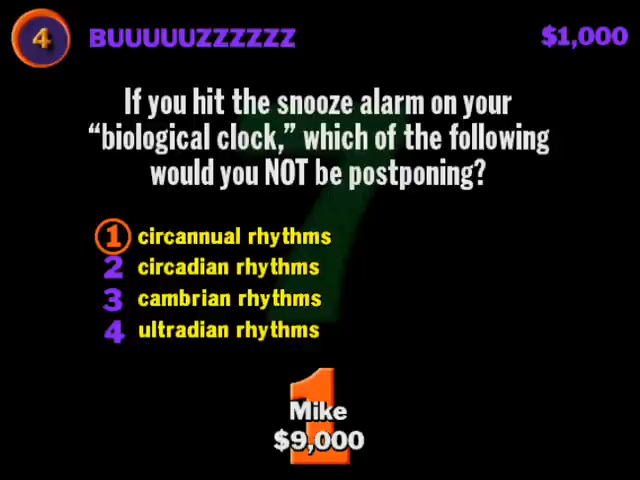 4 BUUUUUZZZZZZ $1,000
If you hit the snooze alarm on your
“biological clock,” which of the following
would you NOT be postponing?
1 circannual rhythms
2 circadian rhythms
3 cambrian rhythms
4 ultradian rhythms
1
Mike
$9,000
7